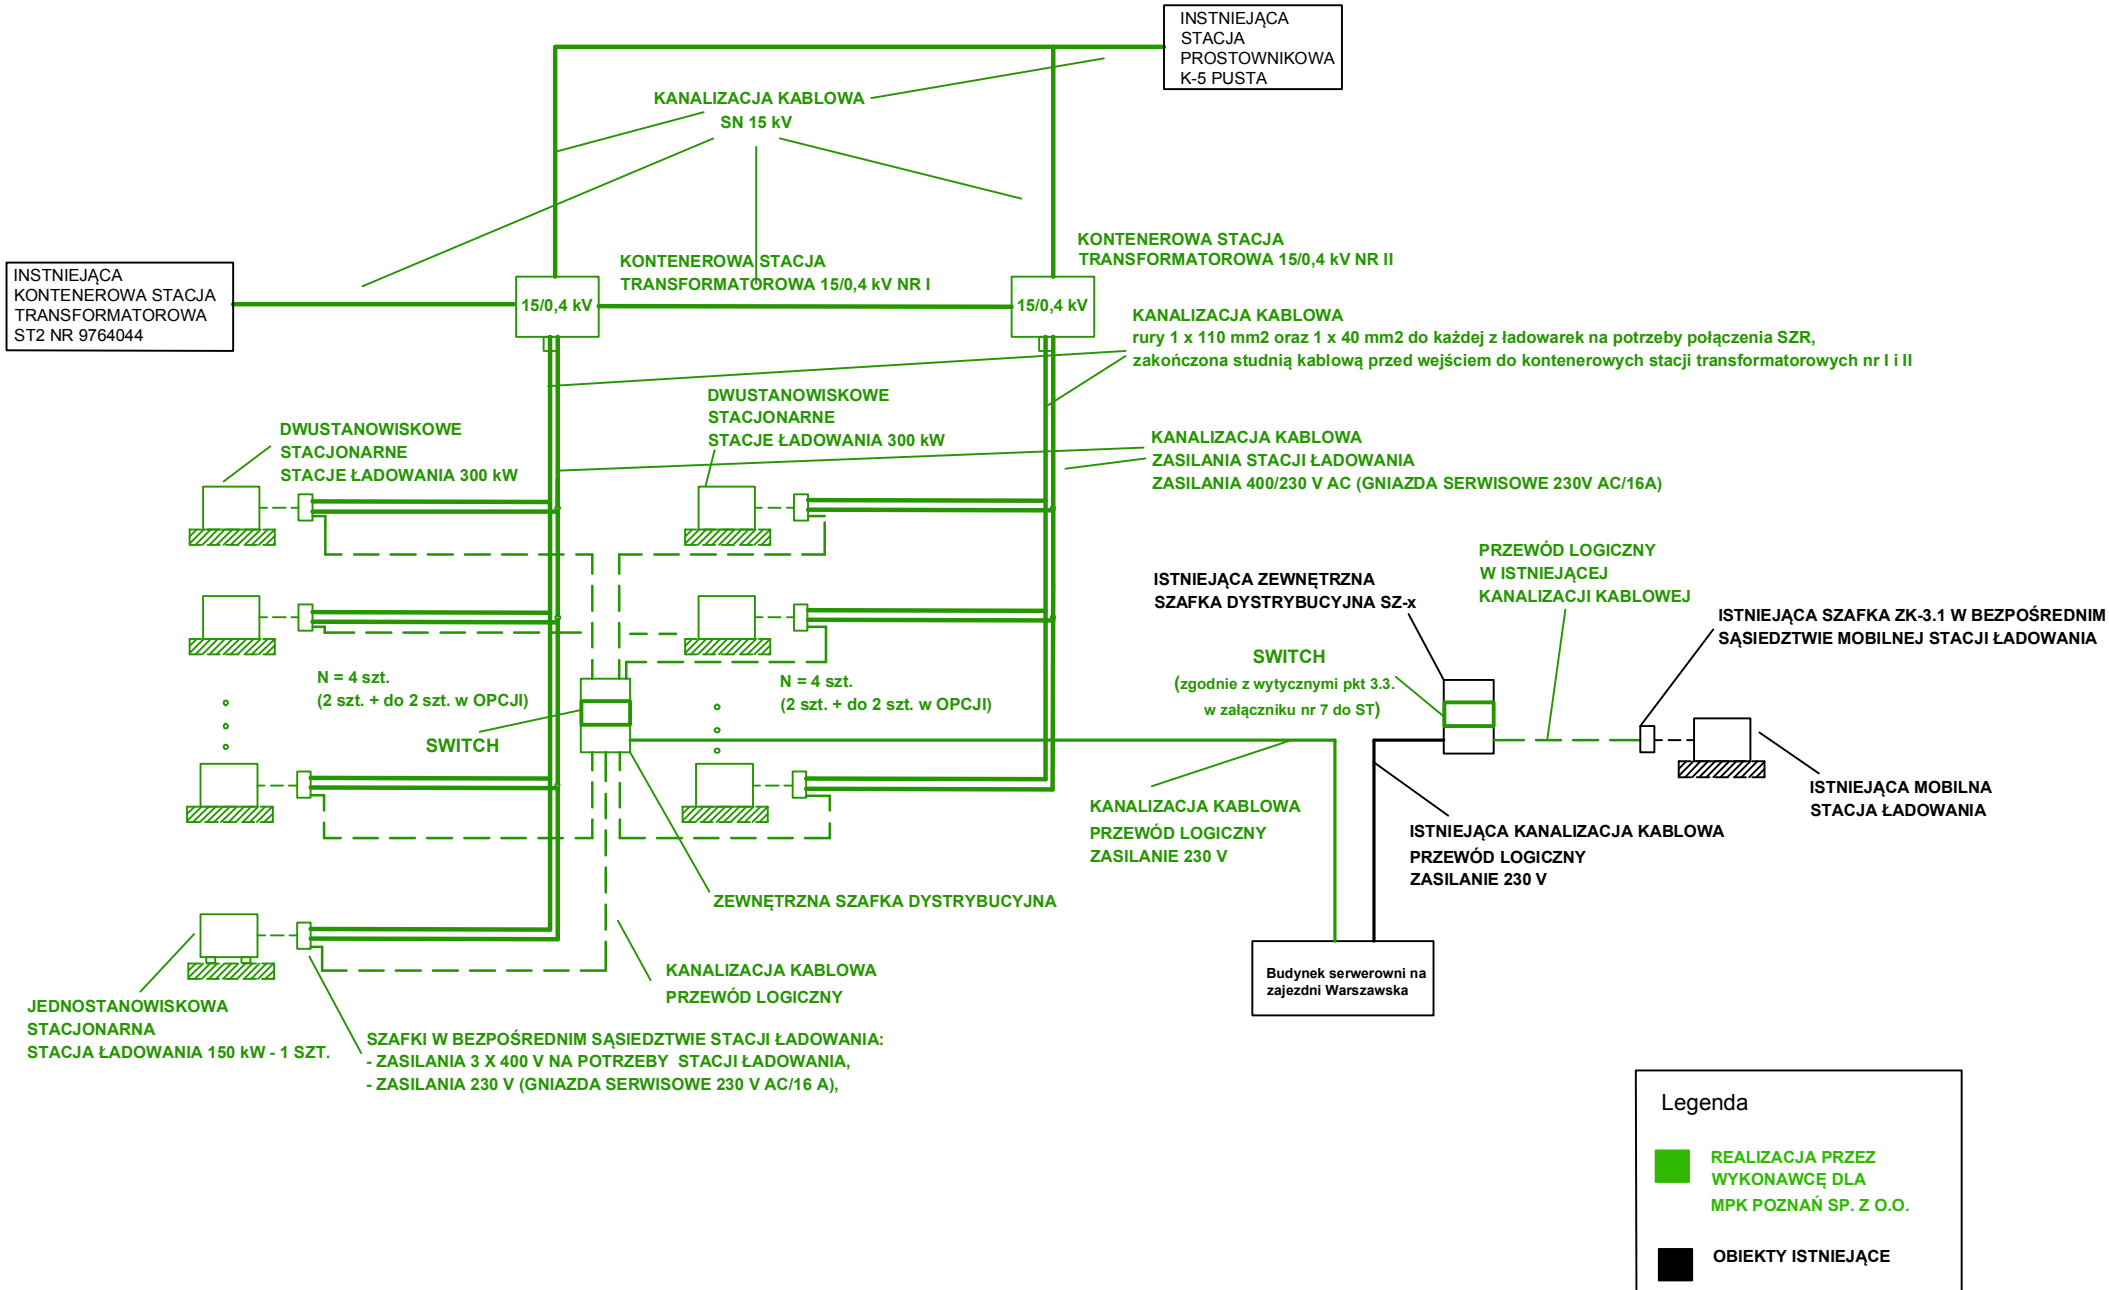 INSTNIEJĄCA
STACJA
PROSTOWNIKOWA
K-5 PUSTA
KANALIZACJA KABLOWA
SN 15 kV
INSTNIEJĄCA
KONTENEROWA STACJA
TRANSFORMATOROWA
ST2 NR 9764044
15/0,4 kV
KONTENEROWA STACJA
TRANSFORMATOROWA 15/0,4 kV NR I
15/0,4 kV
KONTENEROWA STACJA
TRANSFORMATOROWA 15/0,4 kV NR II
KANALIZACJA KABLOWA
rury 1 x 110 mm2 oraz 1 x 40 mm2 do każdej z ładowarek na potrzeby połączenia SZR,
zakończona studnią kablową przed wejściem do kontenerowych stacji transformatorowych nr I i II
DWUSTANOWISKOWE
STACJONARNE
STACJE ŁADOWANIA 300 kW
DWUSTANOWISKOWE
STACJONARNE
STACJE ŁADOWANIA 300 kW
KANALIZACJA KABLOWA
ZASILANIA STACJI ŁADOWANIA
ZASILANIA 400/230 V AC (GNIAZDA SERWISOWE 230V AC/16A)
N = 4 szt.
(2 szt. + do 2 szt. w OPCJI)
N = 4 szt.
(2 szt. + do 2 szt. w OPCJI)
SWITCH
ISTNIEJĄCA ZEWNĘTRZNA
SZAFKA DYSTRYBUCYJNA SZ-x
PRZEWÓD LOGICZNY
W ISTNIEJĄCEJ
KANALIZACJI KABLOWEJ
ISTNIEJĄCA SZAFKA ZK-3.1 W BEZPOŚREDNIM
SĄSIEDZTWIE MOBILNEJ STACJI ŁADOWANIA
SWITCH
(zgodnie z wytycznymi pkt 3.3.
w załączniku nr 7 do ST)
ISTNIEJĄCA MOBILNA
STACJA ŁADOWANIA
KANALIZACJA KABLOWA
PRZEWÓD LOGICZNY
ZASILANIE 230 V
ISTNIEJĄCA KANALIZACJA KABLOWA
PRZEWÓD LOGICZNY
ZASILANIE 230 V
ZEWNĘTRZNA SZAFKA DYSTRYBUCYJNA
KANALIZACJA KABLOWA
PRZEWÓD LOGICZNY
Budynek serwerowni na
zajezdni Warszawska
JEDNOSTANOWISKOWA
STACJONARNA
STACJA ŁADOWANIA 150 kW - 1 SZT.
SZAFKI W BEZPOŚREDNIM SĄSIEDZTWIE STACJI ŁADOWANIA:
- ZASILANIA 3 X 400 V NA POTRZEBY STACJI ŁADOWANIA,
- ZASILANIA 230 V (GNIAZDA SERWISOWE 230 V AC/16 A),
Legenda
REALIZACJA PRZEZ
WYKONAWCĘ DLA
MPK POZNAŃ SP. Z O.O.
OBIEKTY ISTNIEJĄCE